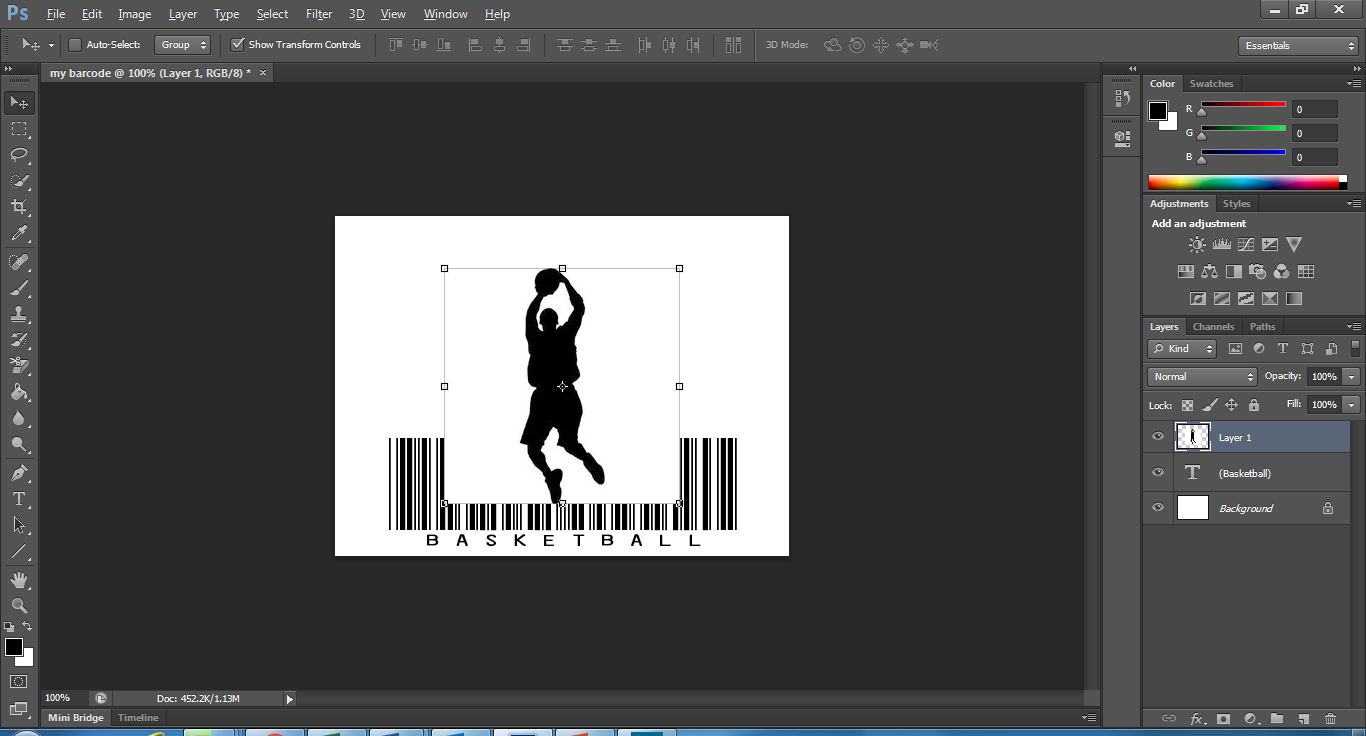 Ps File Edit Image Layer Type Select Filter 3D View Window Help
Auto-Select: Group Show Transform Controls 3D Mode: Essentials
my barcode @ 100% (Layer 1, RGB/8) * ×
Color Swatches
R 0
G 0
B 0
Adjustments Styles
Add an adjustment
Layers Channels Paths
Kind T
Normal Opacity: 100%
Lock: Fill: 100%
Layer 1
T (Basketball)
Background
BASKETBALL
T
fx
100% Doc: 452.2K/1.13M
Mini Bridge Timeline